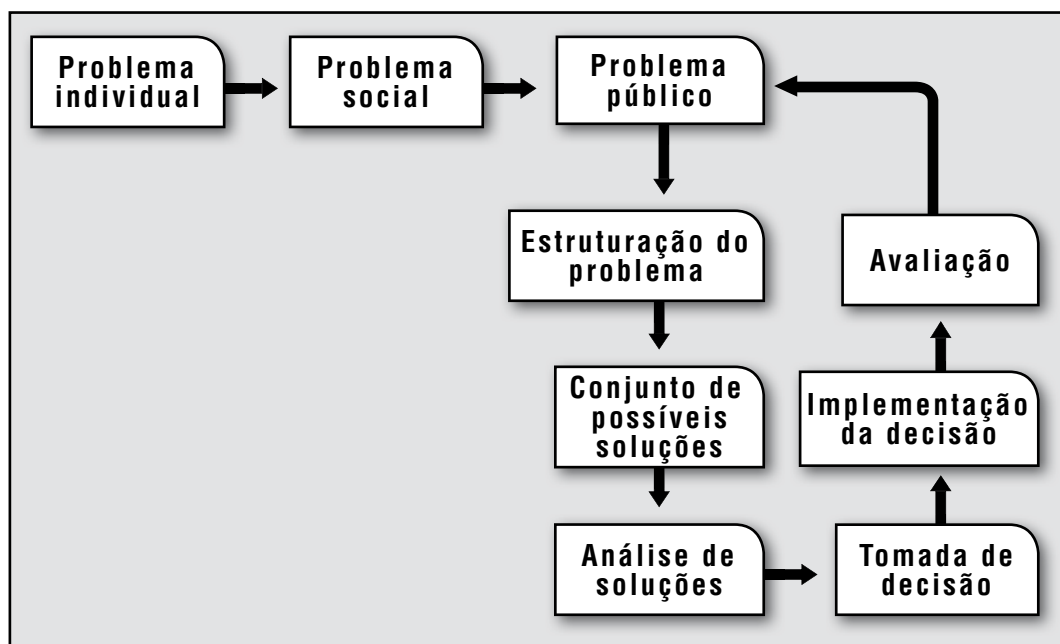 Problema
individual
Problema
social
Problema
público
Estruturação do
problema
Conjunto de
possíveis
soluções
Análise de
soluções
Tomada de
decisão
Implementação
da decisão
Avaliação